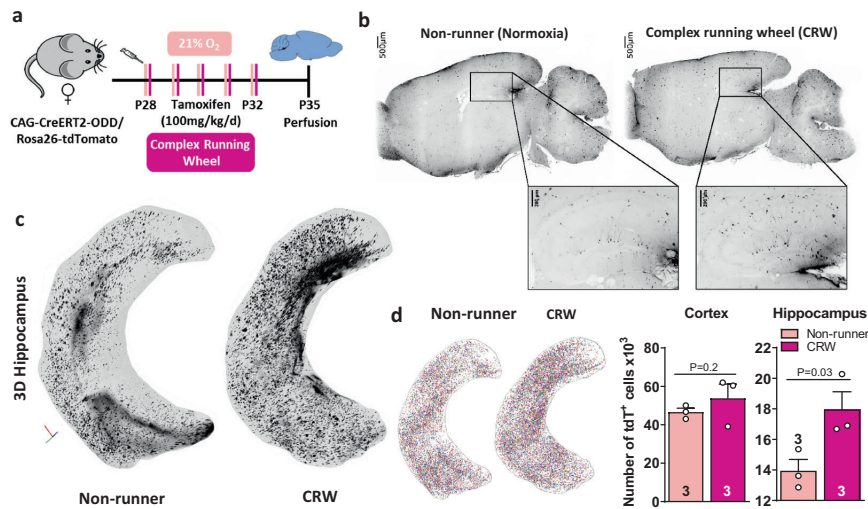 a
21% O₂
P28
Tamoxifen
P32
P35
(100mg/kg/d)
Perfusion
CAG-CreERT2-ODD/
Rosa26-tdTomato
Complex Running
Wheel
b
500µm
Non-runner (Normoxia)
500µm
Complex running wheel (CRW)
c
3D Hippocampus
Non-runner
CRW
d
Non-runner
CRW
Number of tdT⁺ cells x10³
Cortex
100
80
60
40
20
0
P=0.2
3
3
Hippocampus
Non-runner
CRW
22
20
18
16
14
12
P=0.03
3
3